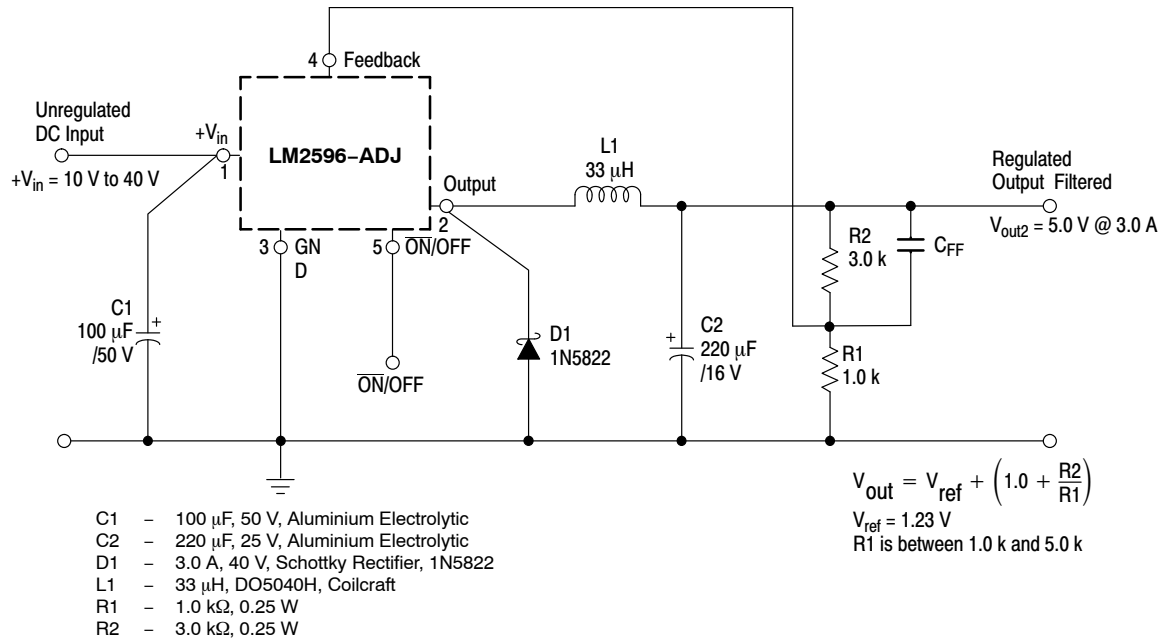 4 Feedback
Unregulated
DC Input
+Vin
1
+Vin = 10 V to 40 V
LM2596−ADJ
Output
2
3 GN
D
5 ON/OFF
ON/OFF
L1
33 μH
Regulated
Output Filtered
Vout2 = 5.0 V @ 3.0 A
R2
3.0 k
CFF
C1
100 μF
/50 V
+
D1
1N5822
+
C2
220 μF
/16 V
R1
1.0 k
Vout = Vref + (1.0 + R2/R1)
Vref = 1.23 V
R1 is between 1.0 k and 5.0 k
C1 – 100 μF, 50 V, Aluminium Electrolytic
C2 – 220 μF, 25 V, Aluminium Electrolytic
D1 – 3.0 A, 40 V, Schottky Rectifier, 1N5822
L1 – 33 μH, DO5040H, Coilcraft
R1 – 1.0 kΩ, 0.25 W
R2 – 3.0 kΩ, 0.25 W